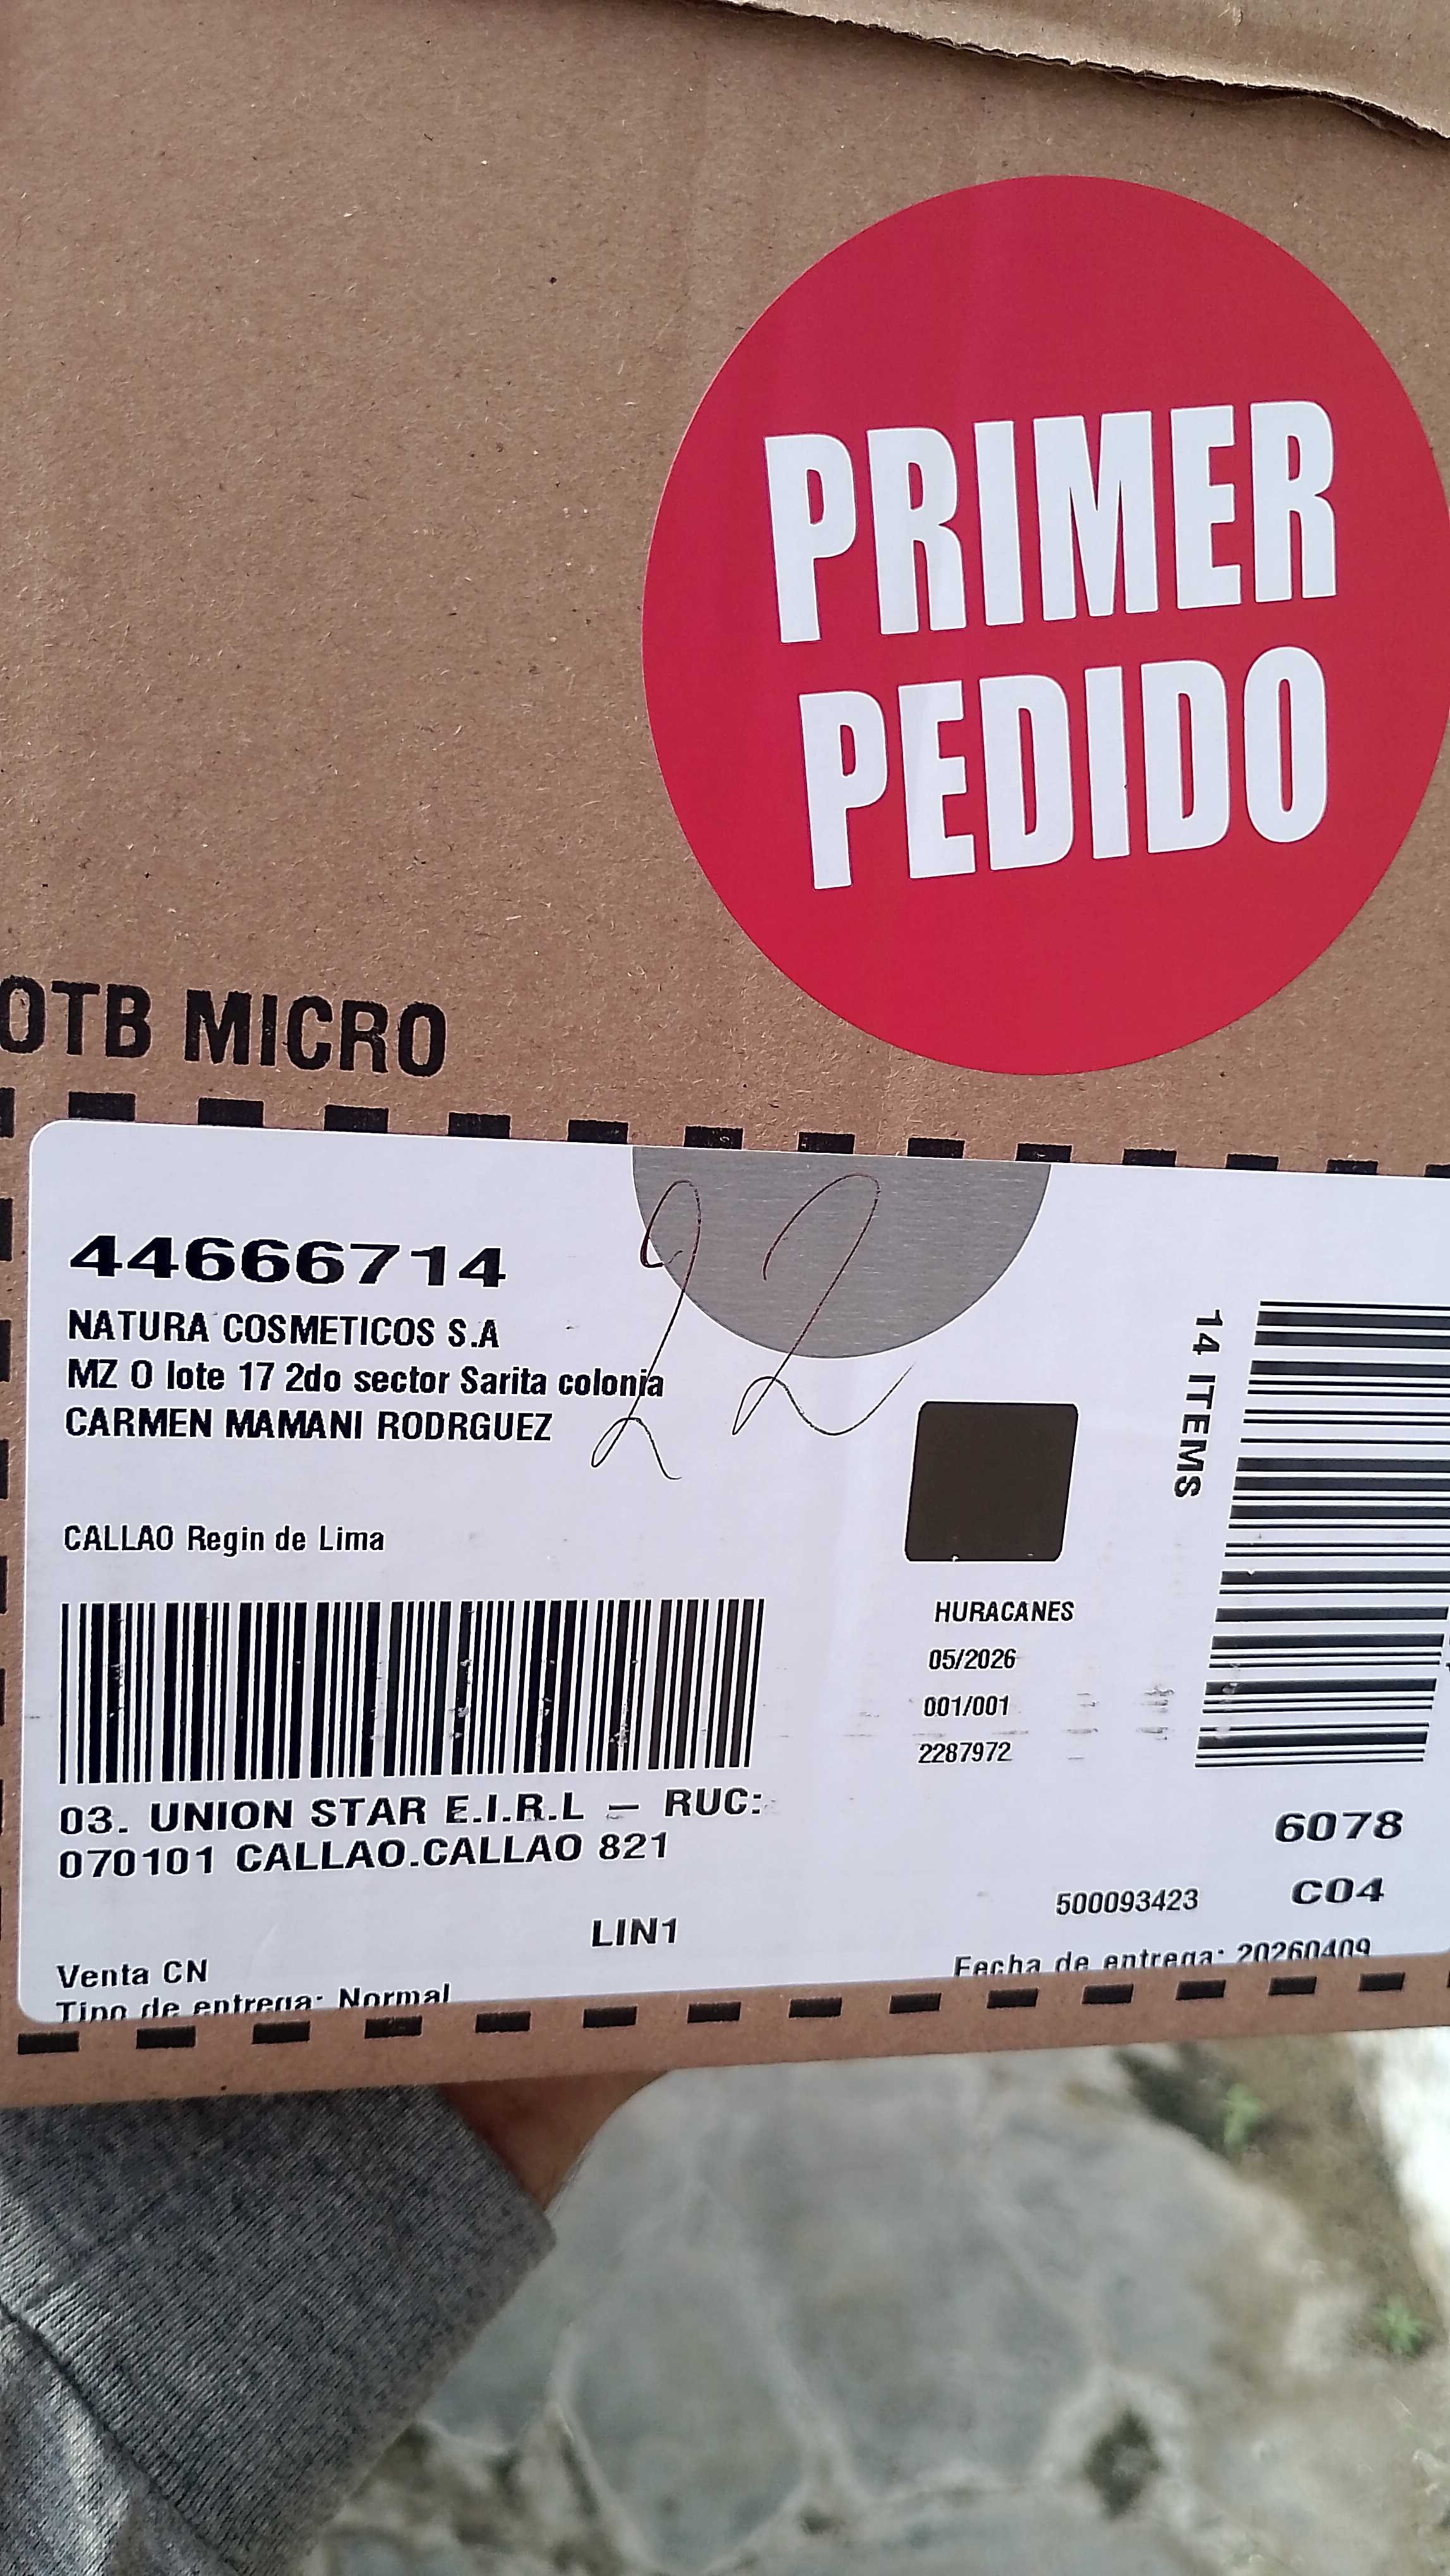 PRIMER
PEDIDO
OTB MICRO
22
44666714
NATURA COSMETICOS S.A
MZ O lote 17 2do sector Sarita colonia
CARMEN MAMANI RODRGUEZ
14 ITEMS
CALLAO Regin de Lima
HURACANES
05/2026
001/001
2287972
03. UNION STAR E.I.R.L – RUC:
070101 CALLAO.CALLAO 821
6078
500093423 C04
LIN1
Venta CN
Fecha de entrega: 20260409
Tipo de entrega: Normal